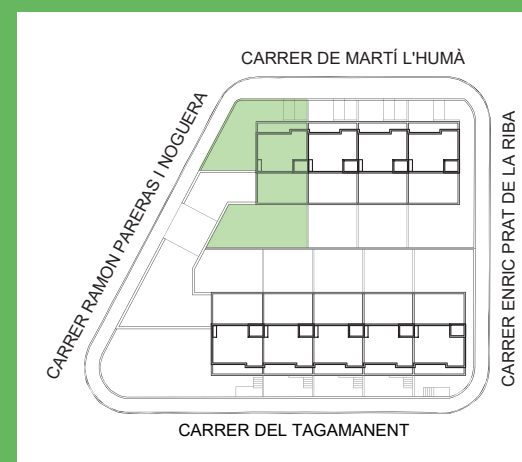 CARRER DE MARTÍ L'HUMÀ
CARRER RAMON PARERAS I NOGUERA
CARRER ENRIC PRAT DE LA RIBA
CARRER DEL TAGAMANENT